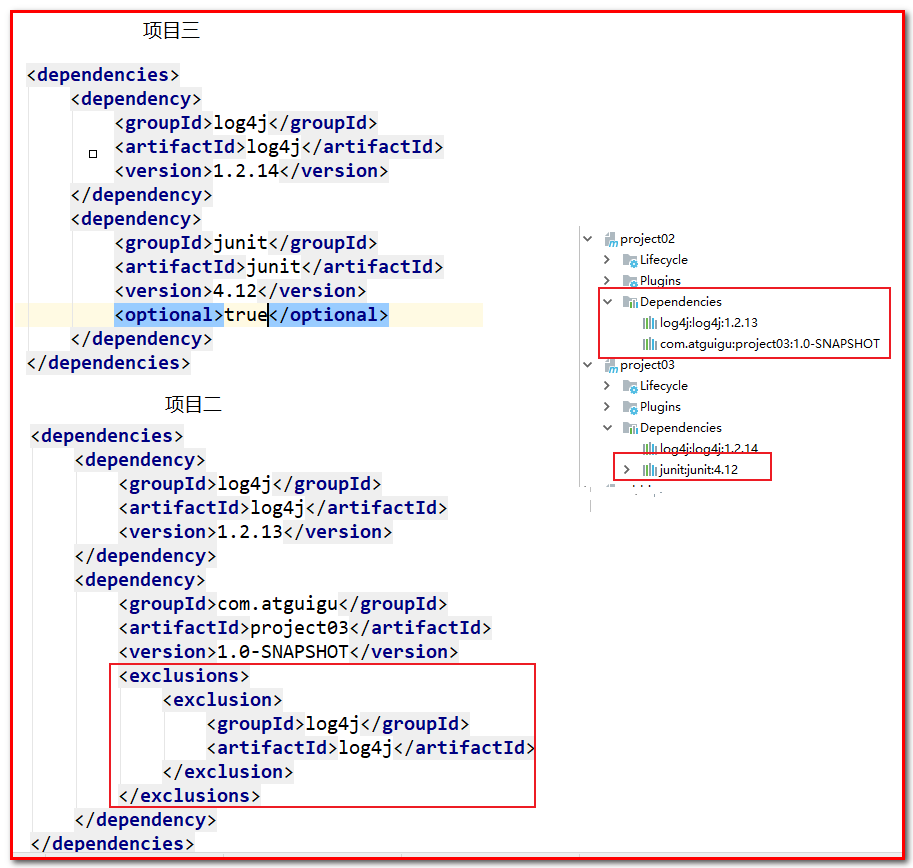 项目三
<dependencies>
<dependency>
<groupId>log4j</groupId>
<artifactId>log4j</artifactId>
<version>1.2.14</version>
</dependency>
<dependency>
<groupId>junit</groupId>
<artifactId>junit</artifactId>
<version>4.12</version>
<optional>true</optional>
</dependency>
</dependencies>
项目二
<dependencies>
<dependency>
<groupId>log4j</groupId>
<artifactId>log4j</artifactId>
<version>1.2.13</version>
</dependency>
<dependency>
<groupId>com.atguigu</groupId>
<artifactId>project03</artifactId>
<version>1.0-SNAPSHOT</version>
<exclusions>
<exclusion>
<groupId>log4j</groupId>
<artifactId>log4j</artifactId>
</exclusion>
</exclusions>
</dependency>
</dependencies>
project02
Lifecycle
Plugins
Dependencies
log4j:log4j:1.2.13
com.atguigu:project03:1.0-SNAPSHOT
project03
Lifecycle
Plugins
Dependencies
log4j:log4j:1.2.14
junit:junit:4.12